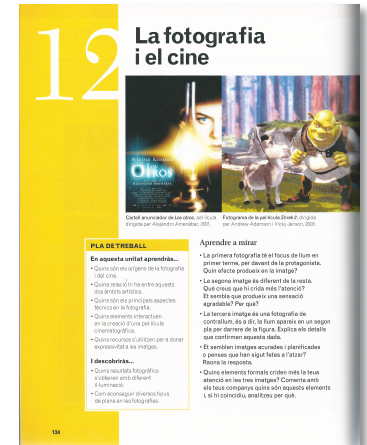 12
La fotografia
i el cine
NICOLE KIDMAN
LOS
OTROS
ALEJANDRO AMENÁBAR
Cartell anunciador de Los otros, pel·lícula
dirigida per Alejandro Amenábar, 2001.
Fotograma de la pel·lícula Shrek 2, dirigida
per Andrew Adamson i Vicky Jenson, 2003.
PLA DE TREBALL
En aquesta unitat aprendràs...
• Quins són els orígens de la fotografia
i del cine.
• Quina relació hi ha entre aquests
dos àmbits artístics.
• Quins són els principals aspectes
tècnics en la fotografia.
• Quins elements interactuen
en la creació d'una pel·lícula
cinematogràfica.
• Quins recursos s'utilitzen per a donar
expressivitat a les imatges.
I descobriràs...
• Quins resultats fotogràfics
s'obtenen amb diferent
il·luminació.
• Com aconseguir diversos tipus
de plans en les fotografies.
Aprendre a mirar
• La primera fotografia té el focus de llum en
primer terme, per davant de la protagonista.
Quin efecte produeix en la imatge?
• La segona imatge és diferent de la resta.
Què creus que hi crida més l'atenció?
Et sembla que produeix una sensació
agradable? Per què?
• La tercera imatge és una fotografia de
contrallum, és a dir, la llum apareix en un segon
pla per darrere de la figura. Explica els detalls
que confirmen aquesta dada.
• Et semblen imatges acurades i planificades
o penses que han sigut fetes a l'atzar?
Raona la resposta.
• Quins elements formals criden més la teua
atenció en les tres imatges? Comenta amb
els teus companys quins són aquests elements
i, si hi coincidiu, analitzeu per què.
134